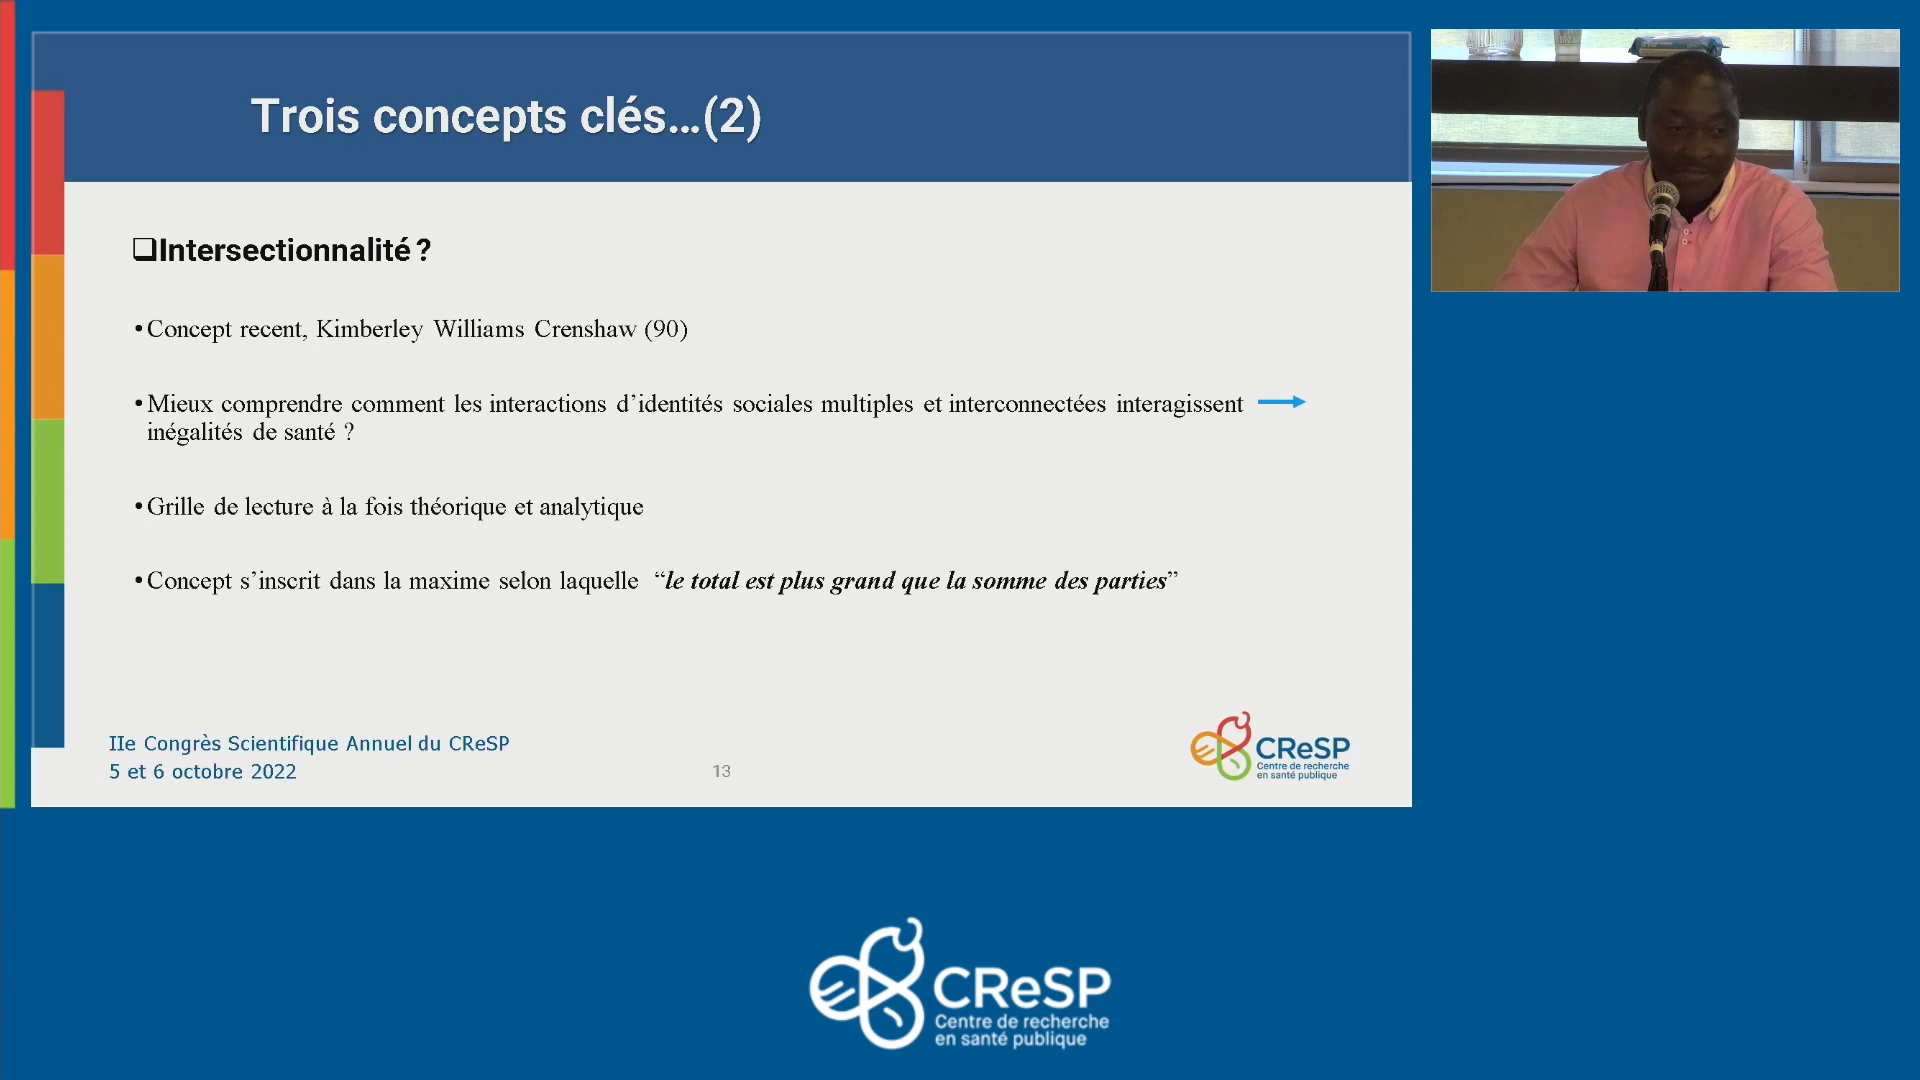 Trois concepts clés...(2)
❑Intersectionnalité ?
•Concept recent, Kimberley Williams Crenshaw (90)
•Mieux comprendre comment les interactions d’identités sociales multiples et interconnectées interagissent →
inégalités de santé ?
•Grille de lecture à la fois théorique et analytique
•Concept s’inscrit dans la maxime selon laquelle “le total est plus grand que la somme des parties”
IIe Congrès Scientifique Annuel du CReSP
5 et 6 octobre 2022
13
CReSP
Centre de recherche
en santé publique
CReSP
Centre de recherche
en santé publique